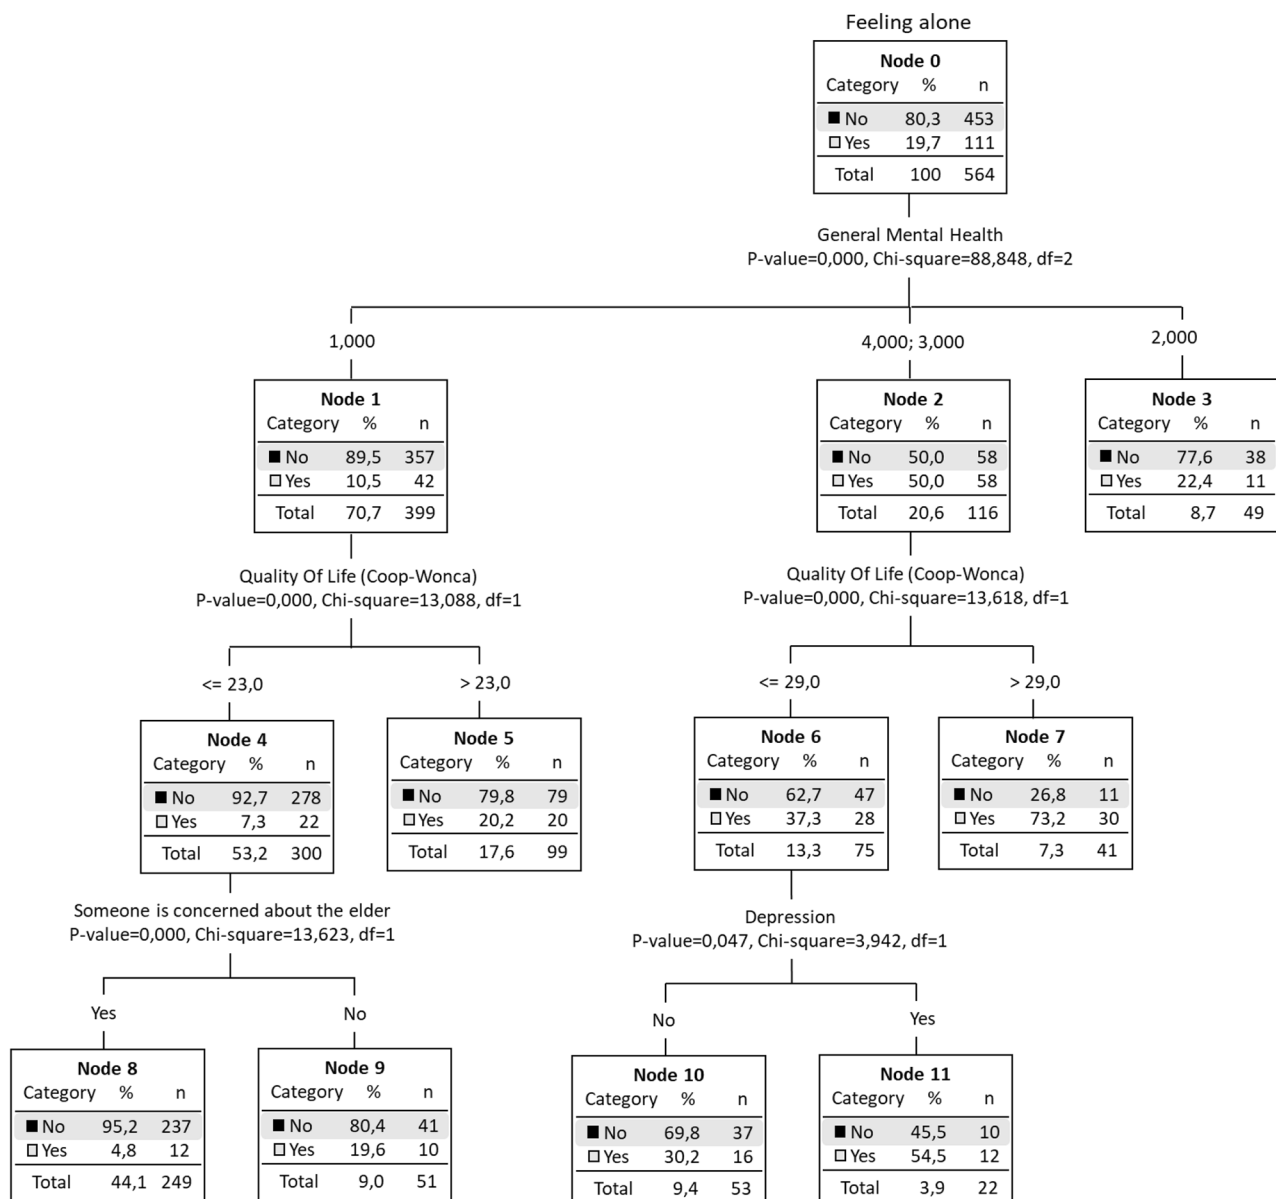 Feeling alone
Node 0
Category % n
No 80,3 453
Yes 19,7 111
Total 100 564
General Mental Health
P-value=0,000, Chi-square=88,848, df=2
1,000
4,000; 3,000
2,000
Node 1
Category % n
No 89,5 357
Yes 10,5 42
Total 70,7 399
Node 2
Category % n
No 50,0 58
Yes 50,0 58
Total 20,6 116
Node 3
Category % n
No 77,6 38
Yes 22,4 11
Total 8,7 49
Quality Of Life (Coop-Wonca)
P-value=0,000, Chi-square=13,088, df=1
Quality Of Life (Coop-Wonca)
P-value=0,000, Chi-square=13,618, df=1
<= 23,0
> 23,0
<= 29,0
> 29,0
Node 4
Category % n
No 92,7 278
Yes 7,3 22
Total 53,2 300
Node 5
Category % n
No 79,8 79
Yes 20,2 20
Total 17,6 99
Node 6
Category % n
No 62,7 47
Yes 37,3 28
Total 13,3 75
Node 7
Category % n
No 26,8 11
Yes 73,2 30
Total 7,3 41
Someone is concerned about the elder
P-value=0,000, Chi-square=13,623, df=1
Depression
P-value=0,047, Chi-square=3,942, df=1
Yes
No
No
Yes
Node 8
Category % n
No 95,2 237
Yes 4,8 12
Total 44,1 249
Node 9
Category % n
No 80,4 41
Yes 19,6 10
Total 9,0 51
Node 10
Category % n
No 69,8 37
Yes 30,2 16
Total 9,4 53
Node 11
Category % n
No 45,5 10
Yes 54,5 12
Total 3,9 22